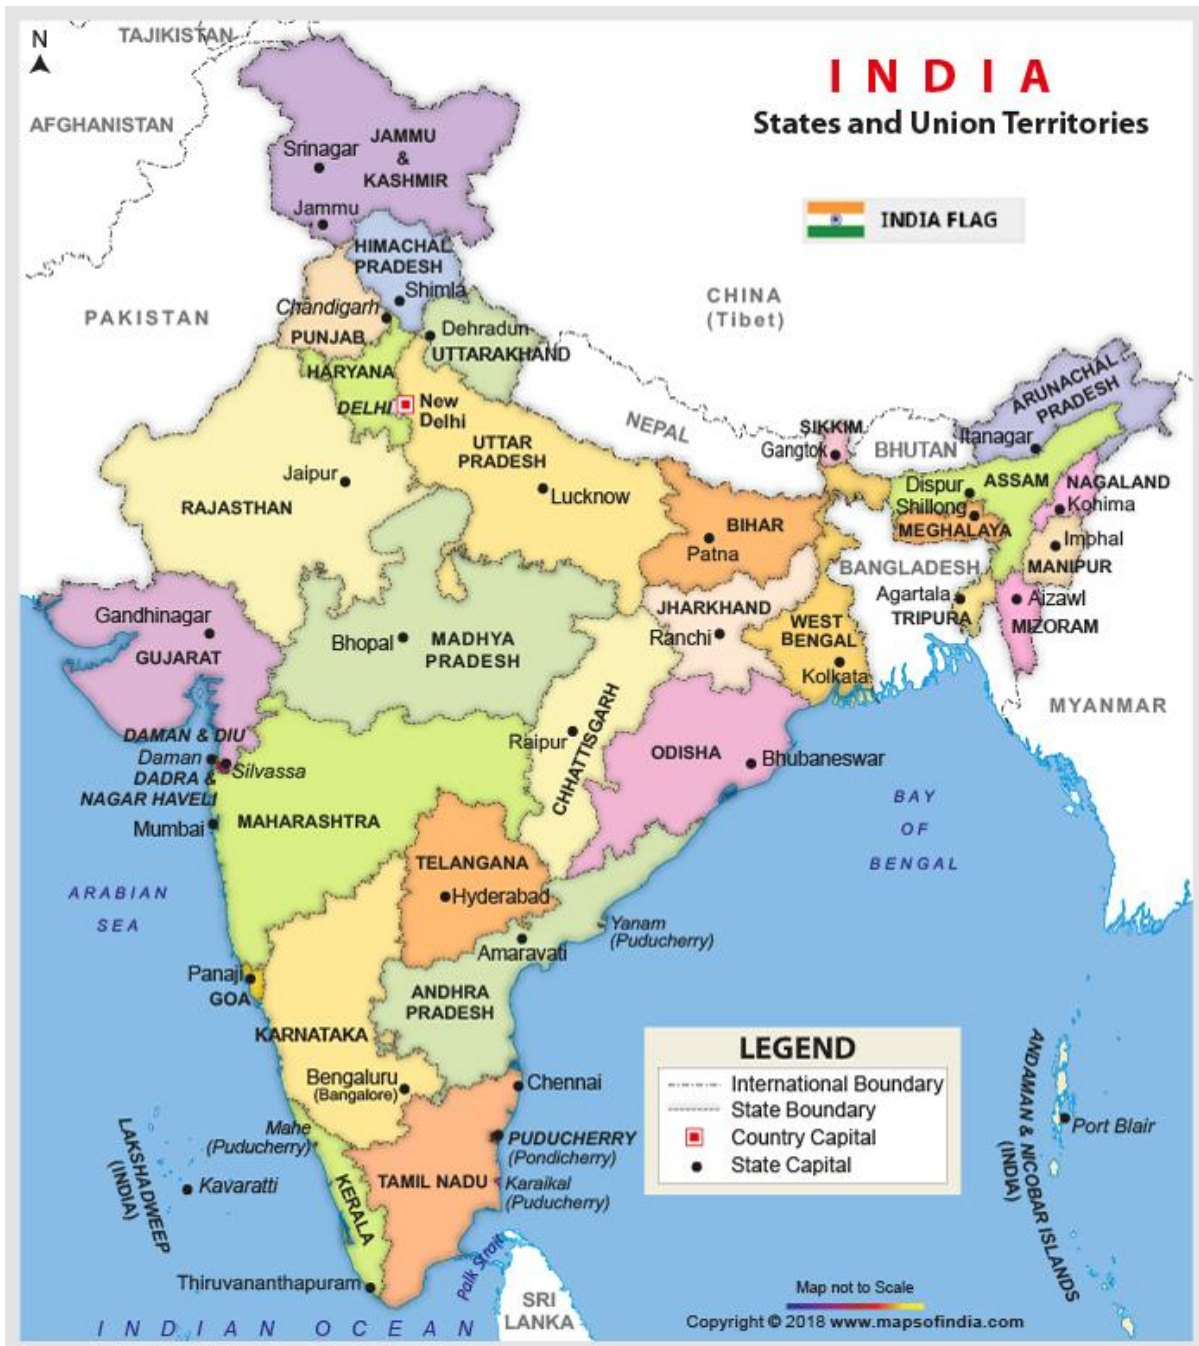 N
TAJIKISTAN
INDIA
States and Union Territories
AFGHANISTAN
JAMMU
&
KASHMIR
Srinagar
Jammu
INDIA FLAG
HIMACHAL
PRADESH
Shimla
CHINA
(Tibet)
PAKISTAN
Chandigarh
PUNJAB
Dehradun
UTTARAKHAND
HARYANA
DELHI
New
Delhi
ARUNACHAL
PRADESH
Itanagar
NEPAL
SIKKIM
Gangtok
BHUTAN
UTTAR
PRADESH
Lucknow
Jaipur
RAJASTHAN
Dispur
ASSAM
NAGALAND
Kohima
Shillong
MEGHALAYA
BIHAR
Patna
Imphal
MANIPUR
BANGLADESH
Agartala
TRIPURA
Aizawl
MIZORAM
Gandhinagar
GUJARAT
Bhopal
MADHYA
PRADESH
JHARKHAND
Ranchi
WEST
BENGAL
Kolkata
MYANMAR
DAMAN & DIU
Daman
Silvassa
DADRA &
NAGAR HAVELI
Mumbai
MAHARASHTRA
Raipur
CHHATTISGARH
ODISHA
Bhubaneswar
BAY
OF
BENGAL
TELANGANA
Hyderabad
ARABIAN
SEA
Yanam
(Puducherry)
Amaravati
Panaji
GOA
ANDHRA
PRADESH
KARNATAKA
Bengaluru
(Bangalore)
Chennai
LEGEND
International Boundary
State Boundary
Country Capital
State Capital
ANDAMAN & NICOBAR ISLANDS
(INDIA)
Port Blair
Mahe
(Puducherry)
PUDUCHERRY
(Pondicherry)
LAKSHADWEEP
(INDIA)
Kavaratti
KERALA
TAMIL NADU
Karaikal
(Puducherry)
Thiruvananthapuram
Palk Strait
SRI
LANKA
INDIAN OCEAN
Map not to Scale
Copyright © 2018 www.mapsofindia.com